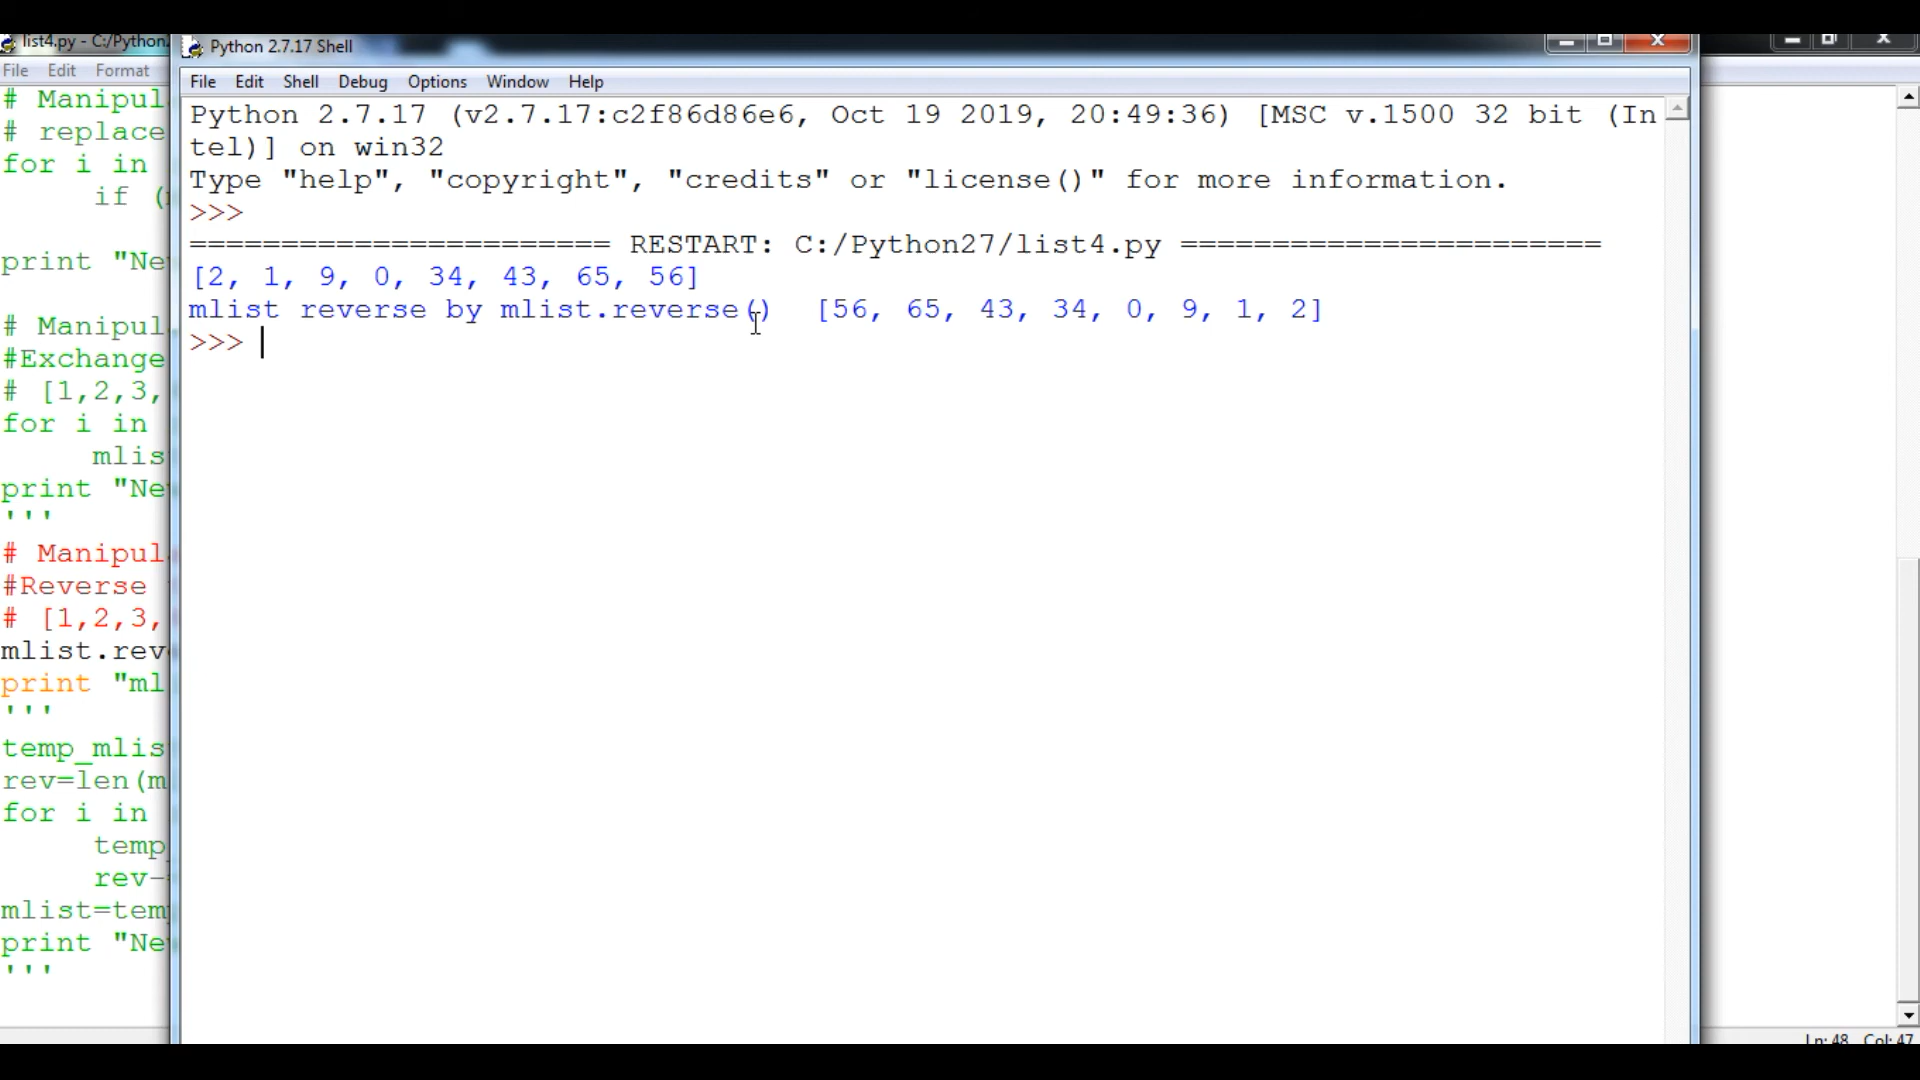 list4.py - C:/Python
Python 2.7.17 Shell
File Edit Format
File Edit Shell Debug Options Window Help
Python 2.7.17 (v2.7.17:c2f86d86e6, Oct 19 2019, 20:49:36) [MSC v.1500 32 bit (In
tel)] on win32
Type "help", "copyright", "credits" or "license()" for more information.
>>>
======================= RESTART: C:/Python27/list4.py =======================
[2, 1, 9, 0, 34, 43, 65, 56]
mlist reverse by mlist.reverse()  [56, 65, 43, 34, 0, 9, 1, 2]
>>>
# Manipul
# replace
for i in
if (
print "Ne
# Manipul
#Exchange
# [1,2,3,
for i in
mlis
print "Ne
'''
# Manipul
#Reverse
# [1,2,3,
mlist.rev
print "ml
'''
temp_mlis
rev=len(m
for i in
temp
rev-
mlist=tem
print "Ne
'''
Ln: 48 Col: 47